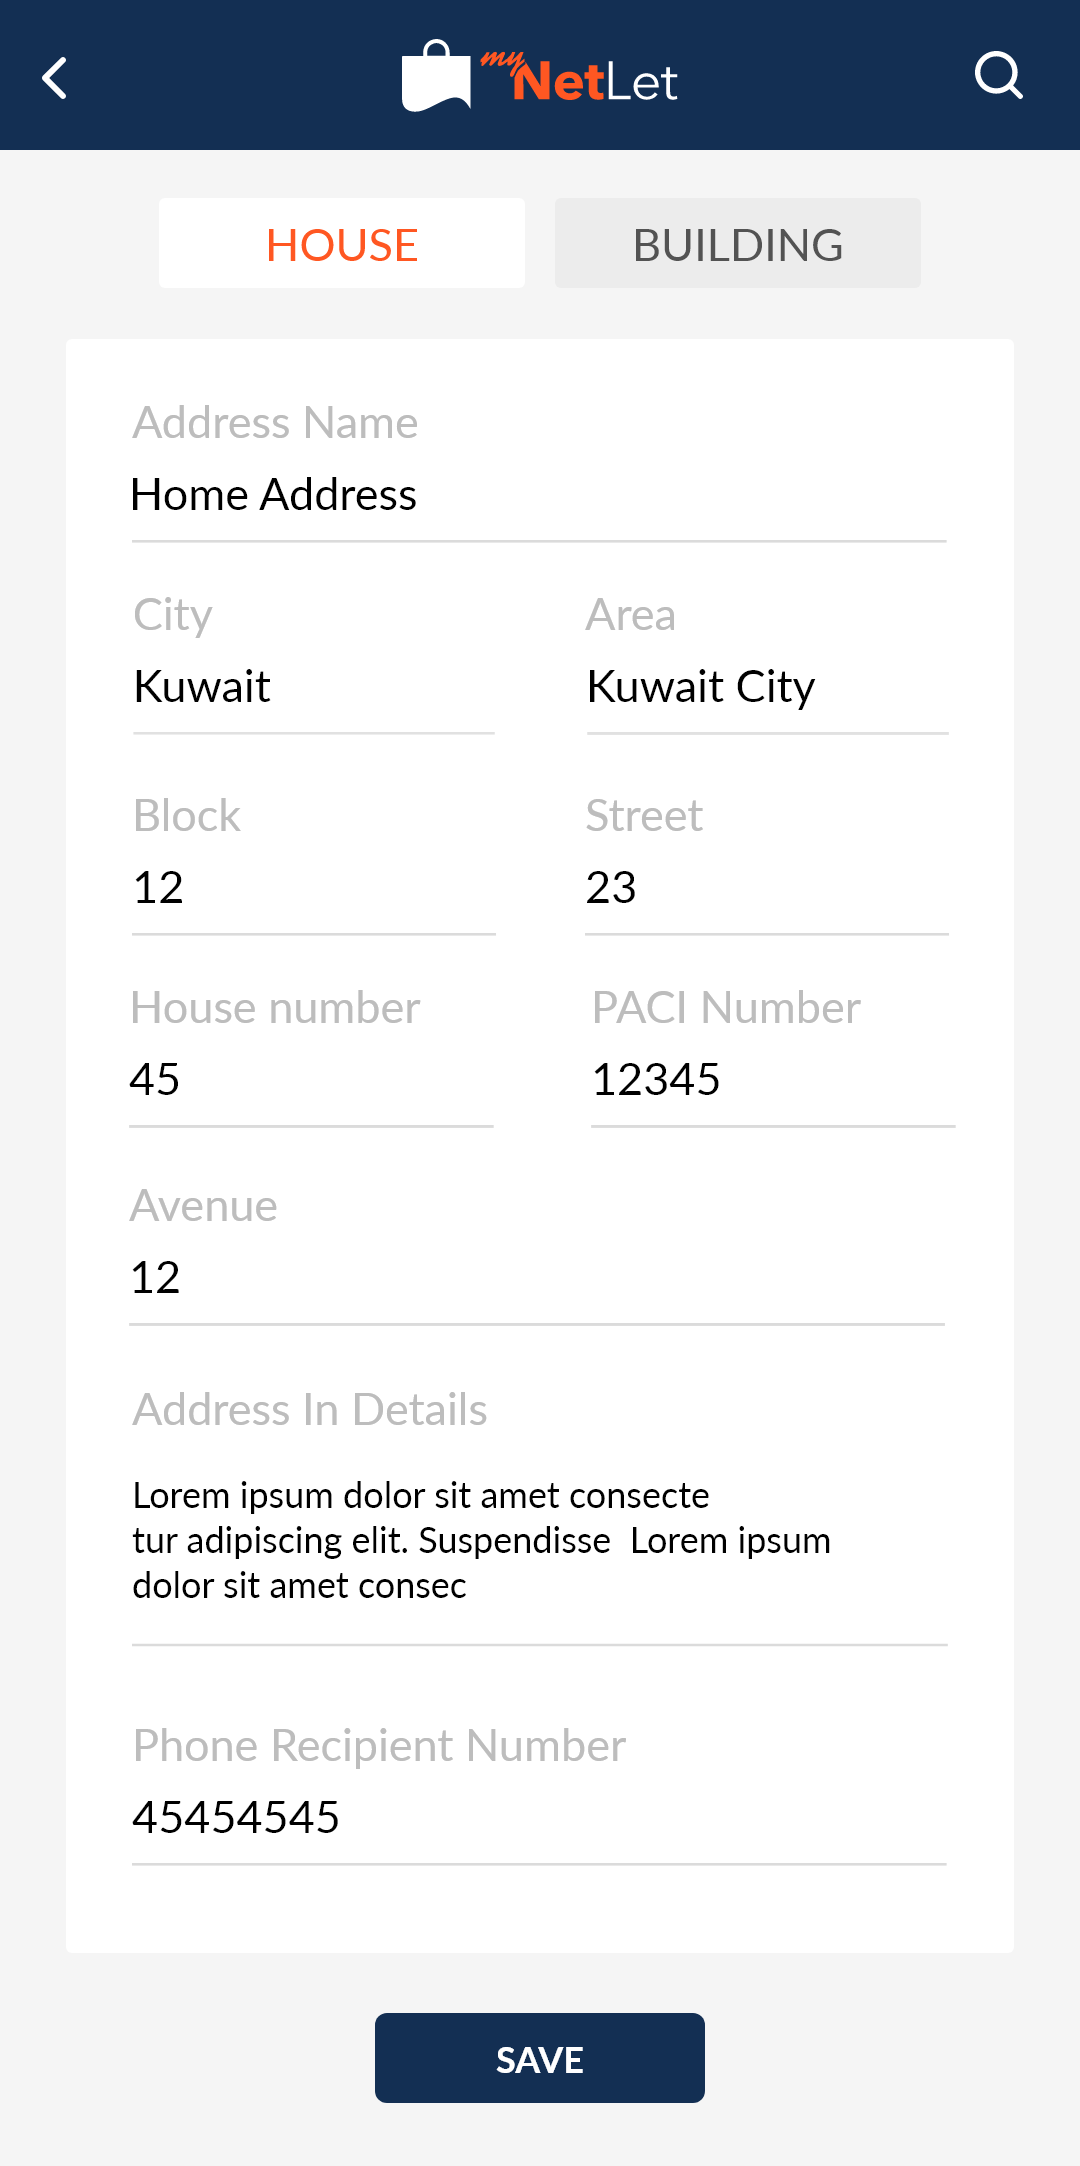 myNetLet
HOUSE
BUILDING
Address Name
Home Address
City
Area
Kuwait
Kuwait City
Block
Street
12
23
House number
PACI Number
45
12345
Avenue
12
Address In Details
Lorem ipsum dolor sit amet consecte
tur adipiscing elit. Suspendisse  Lorem ipsum
dolor sit amet consec
Phone Recipient Number
45454545
SAVE